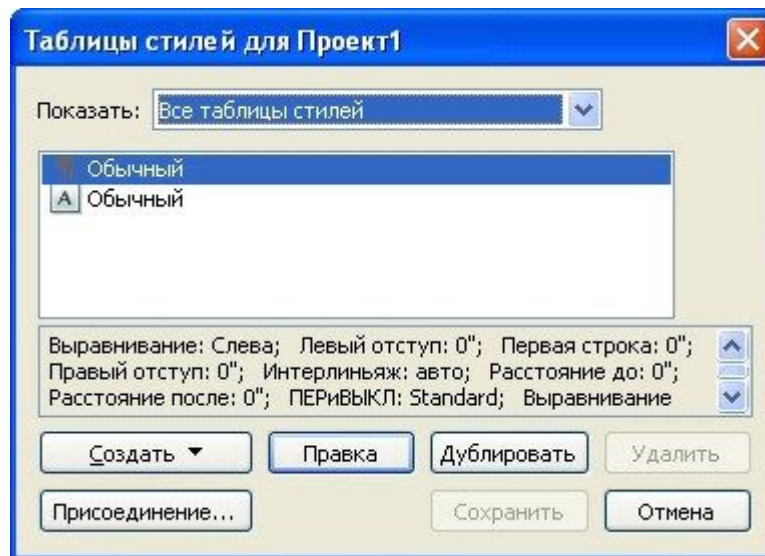 Таблицы стилей для Проект1
Показать: Все таблицы стилей
Обычный
A Обычный
Выравнивание: Слева; Левый отступ: 0"; Первая строка: 0";
Правый отступ: 0"; Интерлиньяж: авто; Расстояние до: 0";
Расстояние после: 0"; ПЕРиВЫКЛ: Standard; Выравнивание
Создать Правка Дублировать Удалить
Присоединение... Сохранить Отмена